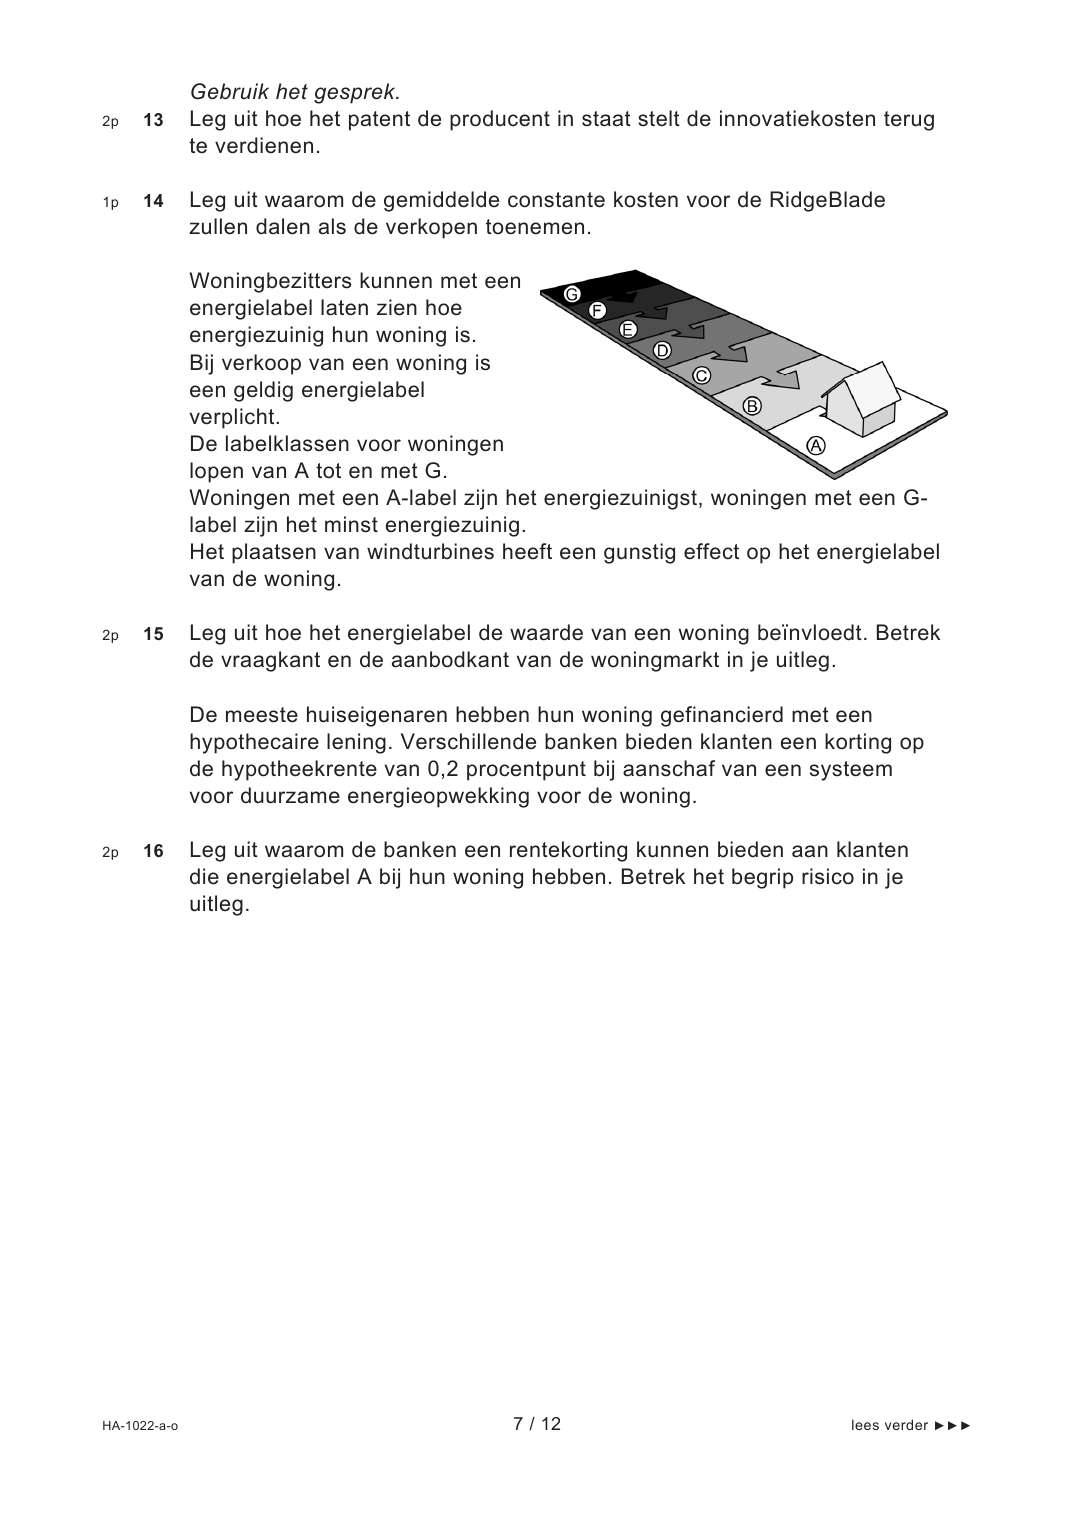 Gebruik het gesprek.
2p 13 Leg uit hoe het patent de producent in staat stelt de innovatiekosten terug
te verdienen.
1p 14 Leg uit waarom de gemiddelde constante kosten voor de RidgeBlade
zullen dalen als de verkopen toenemen.
Woningbezitters kunnen met een
energielabel laten zien hoe
energiezuinig hun woning is.
Bij verkoop van een woning is
een geldig energielabel
verplicht.
De labelklassen voor woningen
lopen van A tot en met G.
G
F
E
D
C
B
A
Woningen met een A-label zijn het energiezuinigst, woningen met een G-
label zijn het minst energiezuinig.
Het plaatsen van windturbines heeft een gunstig effect op het energielabel
van de woning.
2p 15 Leg uit hoe het energielabel de waarde van een woning beïnvloedt. Betrek
de vraagkant en de aanbodkant van de woningmarkt in je uitleg.
De meeste huiseigenaren hebben hun woning gefinancierd met een
hypothecaire lening. Verschillende banken bieden klanten een korting op
de hypotheekrente van 0,2 procentpunt bij aanschaf van een systeem
voor duurzame energieopwekking voor de woning.
2p 16 Leg uit waarom de banken een rentekorting kunnen bieden aan klanten
die energielabel A bij hun woning hebben. Betrek het begrip risico in je
uitleg.
HA-1022-a-o 7 / 12 lees verder ►►►